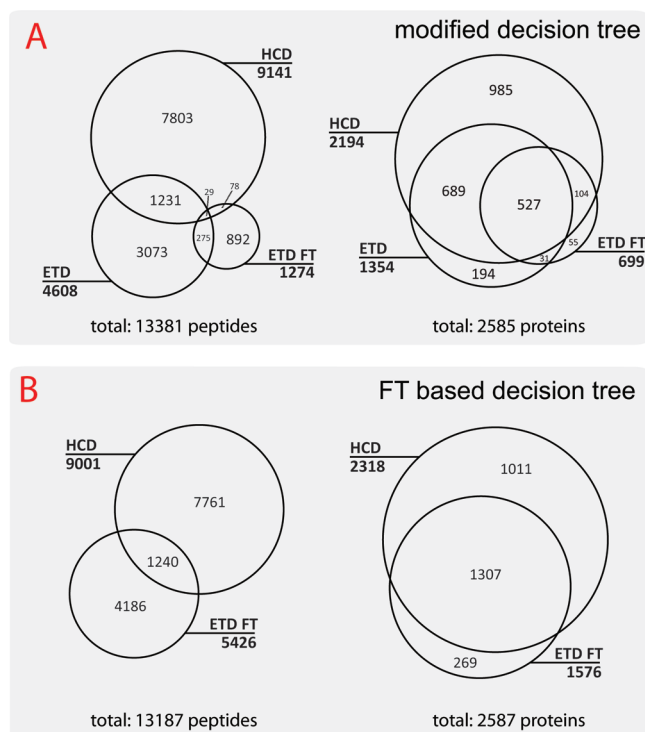 A
modified decision tree
HCD
9141
7803
1231
29
78
275
892
3073
ETD
4608
ETD FT
1274
total: 13381 peptides
HCD
2194
985
689
527
104
55
31
194
ETD
1354
ETD FT
699
total: 2585 proteins
B
FT based decision tree
HCD
9001
7761
1240
4186
ETD FT
5426
total: 13187 peptides
HCD
2318
1011
1307
269
ETD FT
1576
total: 2587 proteins